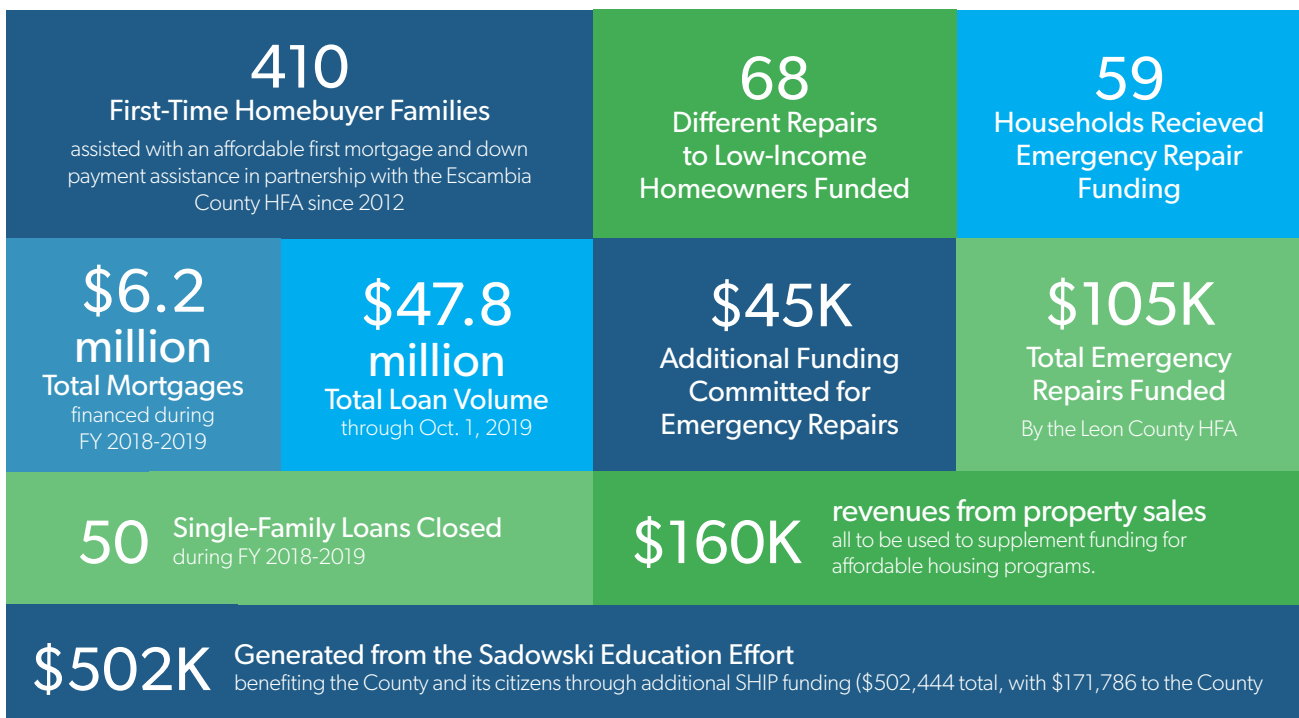 410
First-Time Homebuyer Families
assisted with an affordable first mortgage and down
payment assistance in partnership with the Escambia
County HFA since 2012
68
Different Repairs
to Low-Income
Homeowners Funded
59
Households Recieved
Emergency Repair
Funding
$6.2
million
Total Mortgages
financed during
FY 2018-2019
$47.8
million
Total Loan Volume
through Oct. 1, 2019
$45K
Additional Funding
Committed for
Emergency Repairs
$105K
Total Emergency
Repairs Funded
By the Leon County HFA
50
Single-Family Loans Closed
during FY 2018-2019
$160K
revenues from property sales
all to be used to supplement funding for
affordable housing programs.
$502K
Generated from the Sadowski Education Effort
benefiting the County and its citizens through additional SHIP funding ($502,444 total, with $171,786 to the County